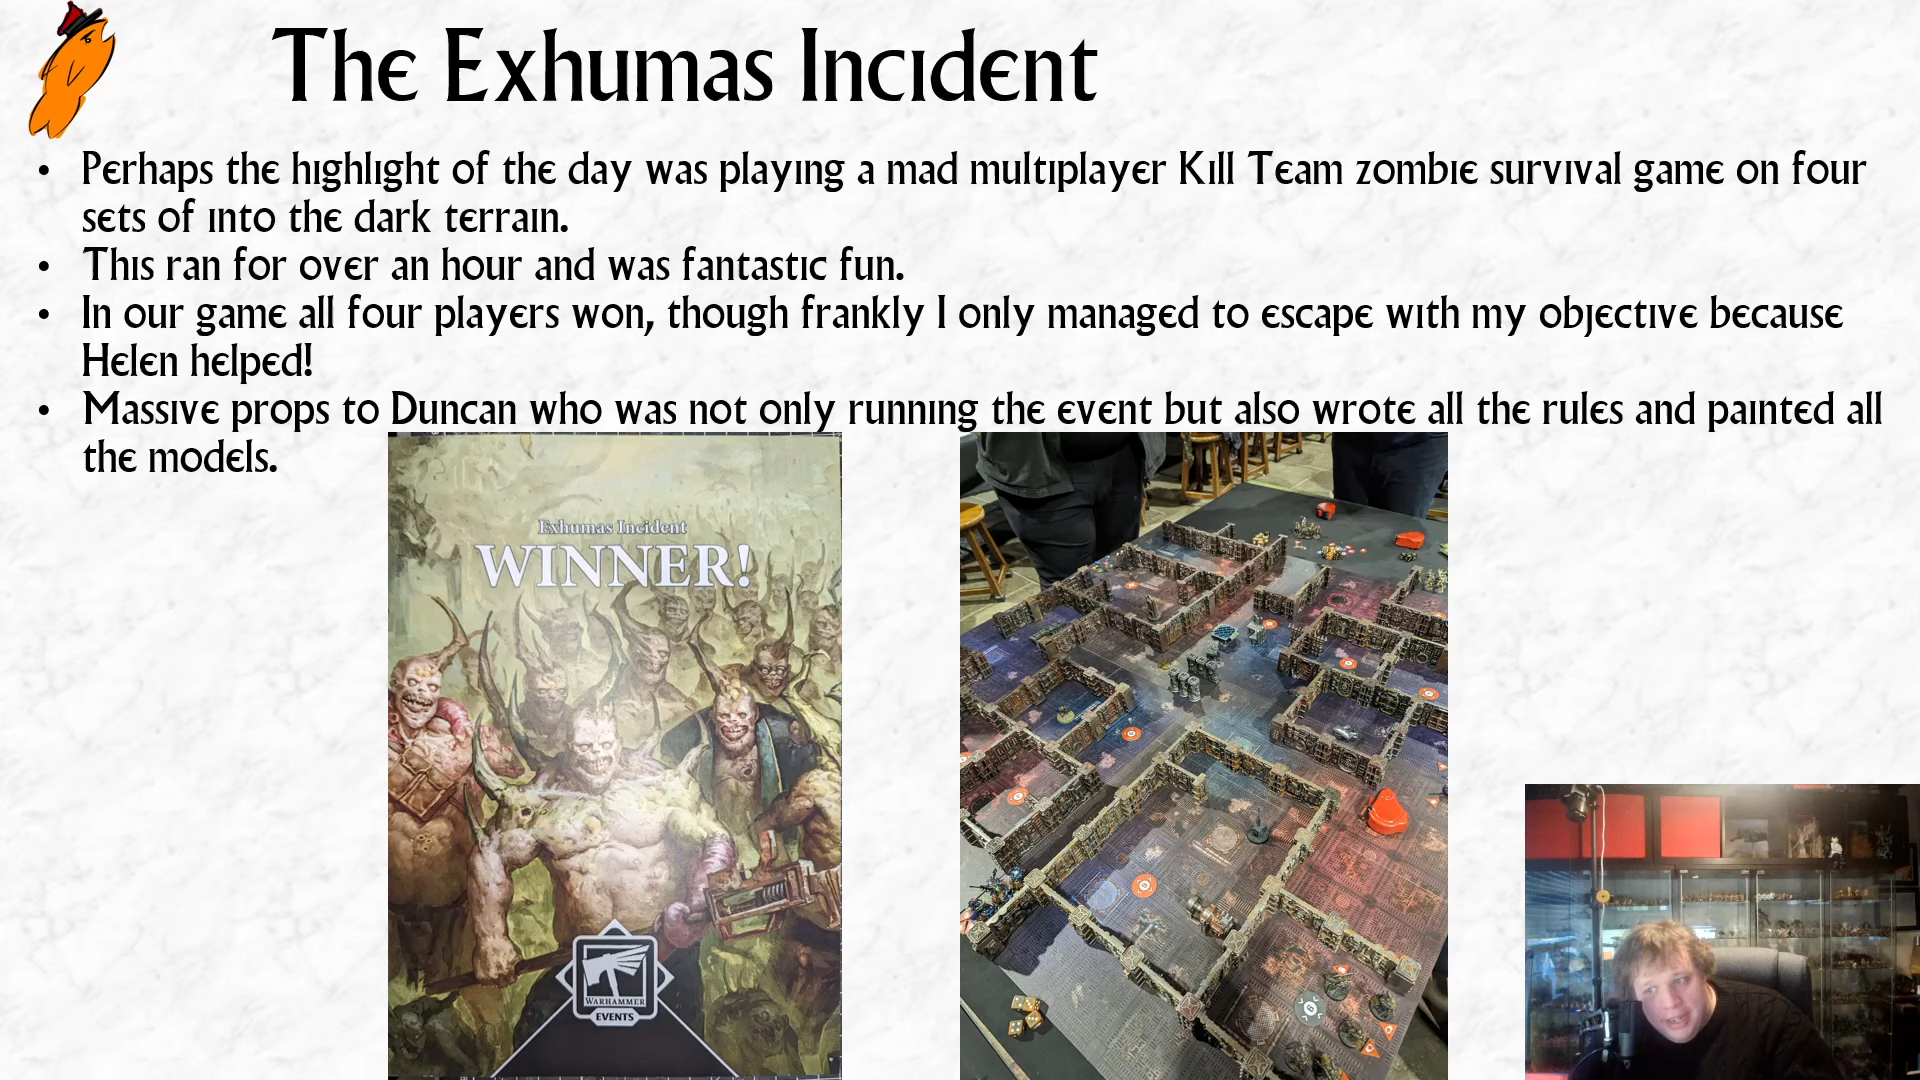 The Exhumas Incident
• Perhaps the highlight of the day was playing a mad multiplayer Kill Team zombie survival game on four
sets of into the dark terrain.
• This ran for over an hour and was fantastic fun.
• In our game all four players won, though frankly I only managed to escape with my objective because
Helen helped!
• Massive props to Duncan who was not only running the event but also wrote all the rules and painted all
the models.
Exhumas Incident
WINNER!
WARHAMMER
EVENTS